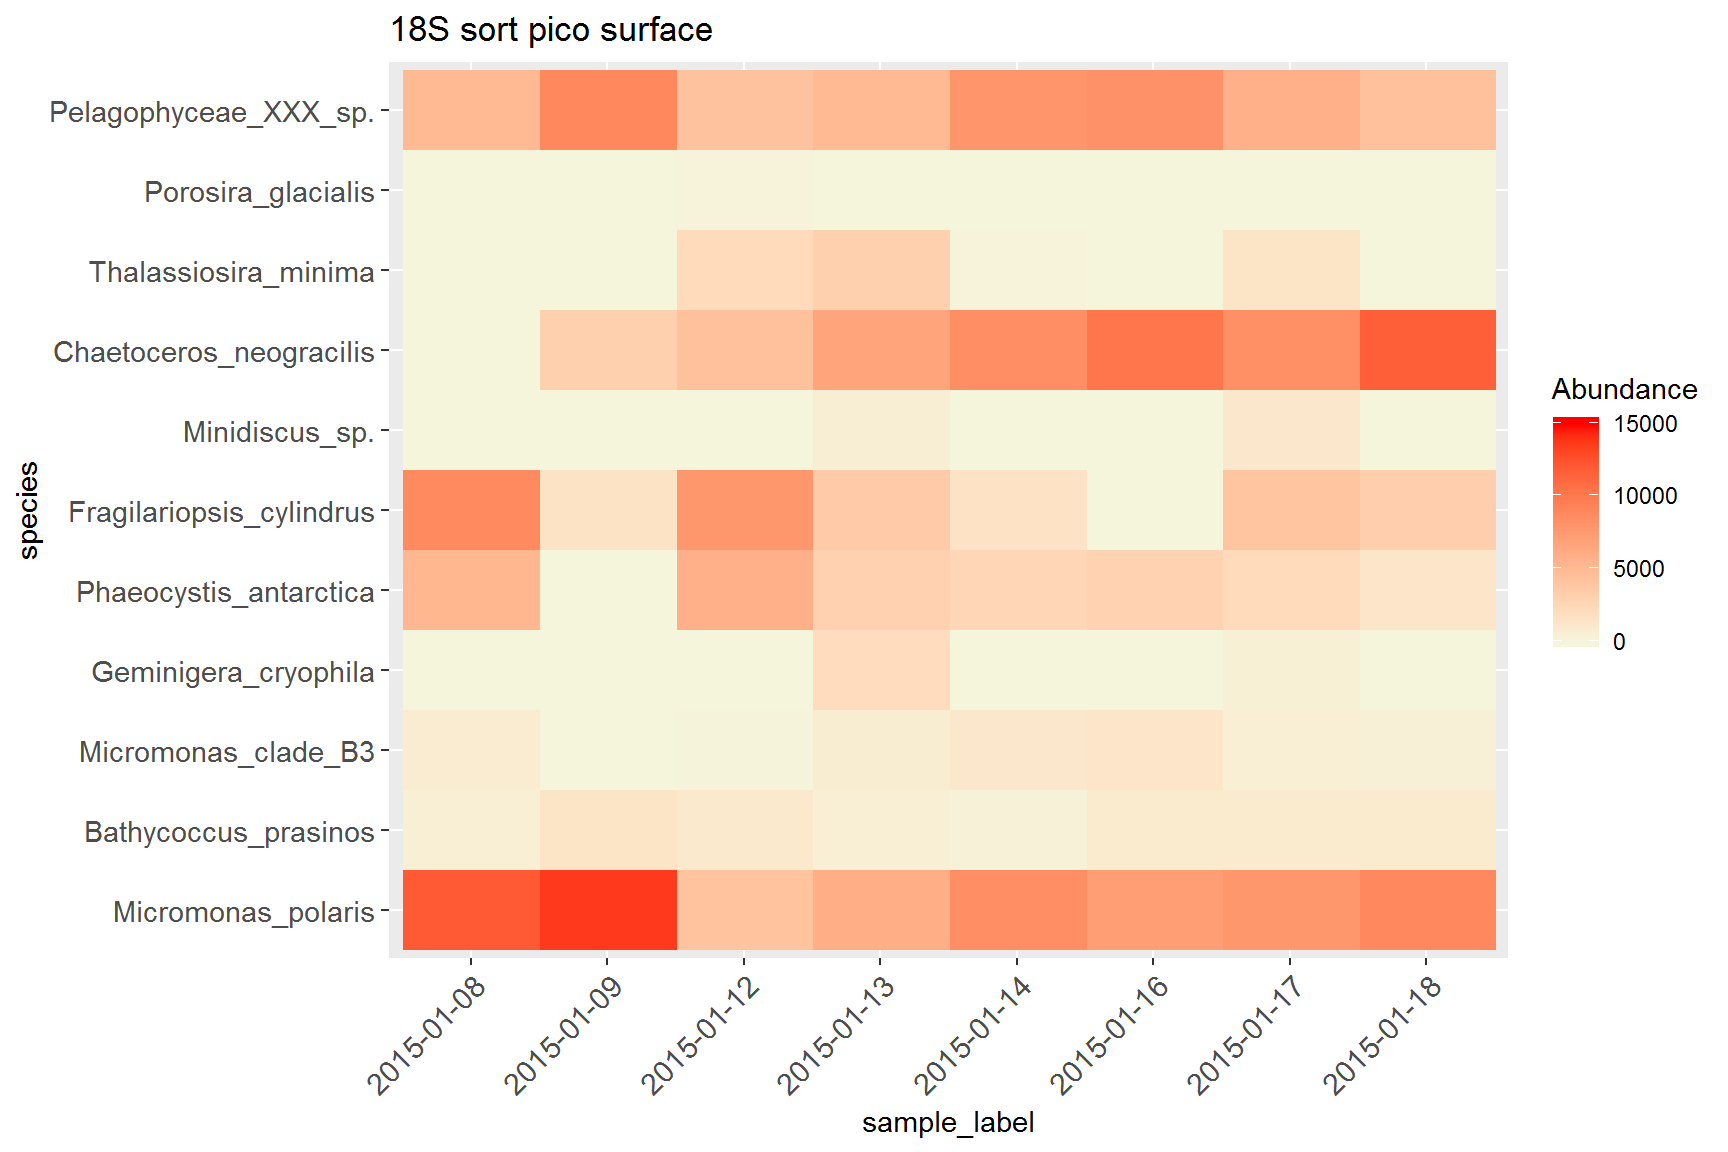 18S sort pico surface
Pelagophyceae_XXX_sp.
Porosira_glacialis
Thalassiosira_minima
Chaetoceros_neogracilis
Minidiscus_sp.
Fragilariopsis_cylindrus
Phaeocystis_antarctica
Geminigera_cryophila
Micromonas_clade_B3
Bathycoccus_prasinos
Micromonas_polaris
species
2015-01-08
2015-01-09
2015-01-12
2015-01-13
2015-01-14
2015-01-16
2015-01-17
2015-01-18
sample_label
Abundance
15000
10000
5000
0